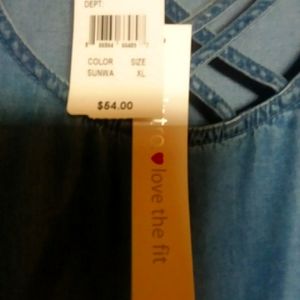 DEPT.
COLOR SIZE
SUNWA XL
$54.00
love the fit